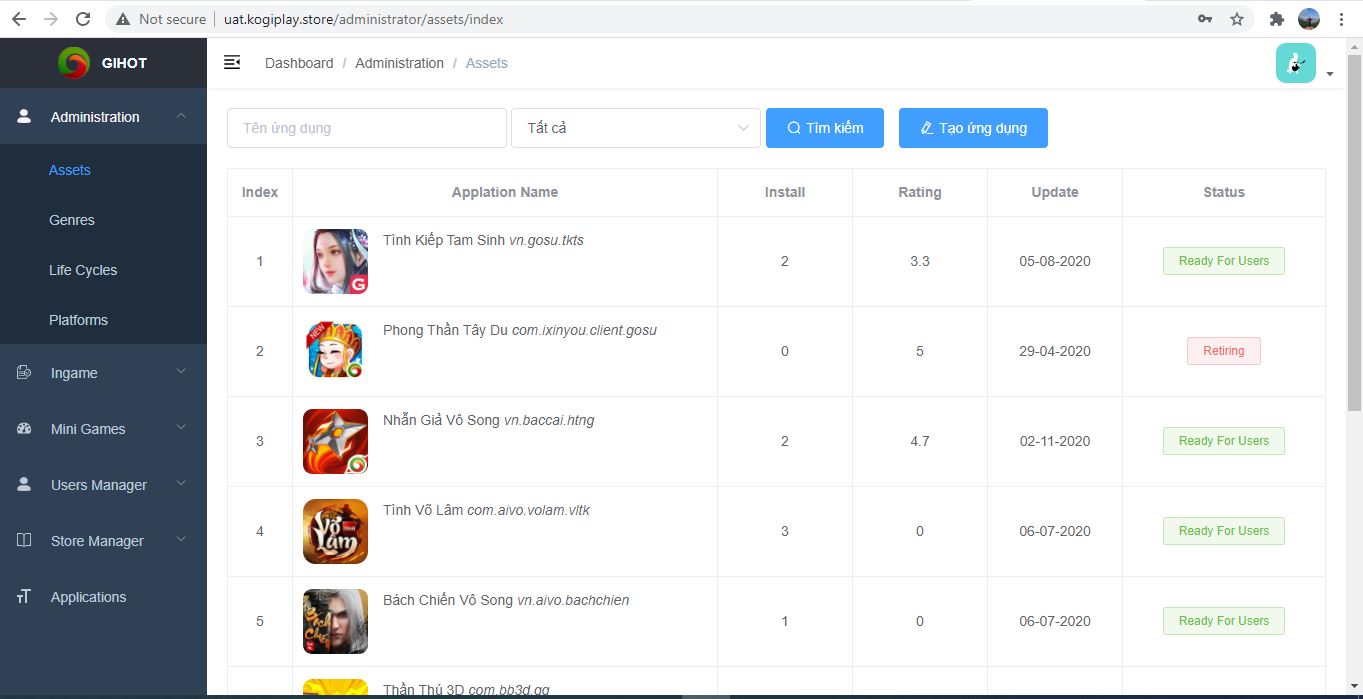 Not secure | uat.kogiplay.store/administrator/assets/index
GIHOT
Dashboard / Administration / Assets
Administration
Assets
Genres
Life Cycles
Platforms
Ingame
Mini Games
Users Manager
Store Manager
Applications
Tên ứng dụng
Tất cả
Tìm kiếm
Tạo ứng dụng
Index Applation Name Install Rating Update Status
1 Tình Kiếp Tam Sinh vn.gosu.tkts 2 3.3 05-08-2020 Ready For Users
G
2 Phong Thần Tây Du com.ixinyou.client.gosu 0 5 29-04-2020 Retiring
NEW
3 Nhẫn Giả Vô Song vn.baccai.htng 2 4.7 02-11-2020 Ready For Users
4 Tình Võ Lâm com.aivo.volam.vltk 3 0 06-07-2020 Ready For Users
Võ
TÌNH
Lâm
5 Bách Chiến Vô Song vn.aivo.bachchien 1 0 06-07-2020 Ready For Users
Thần Thú 3D com.bb3d.gg